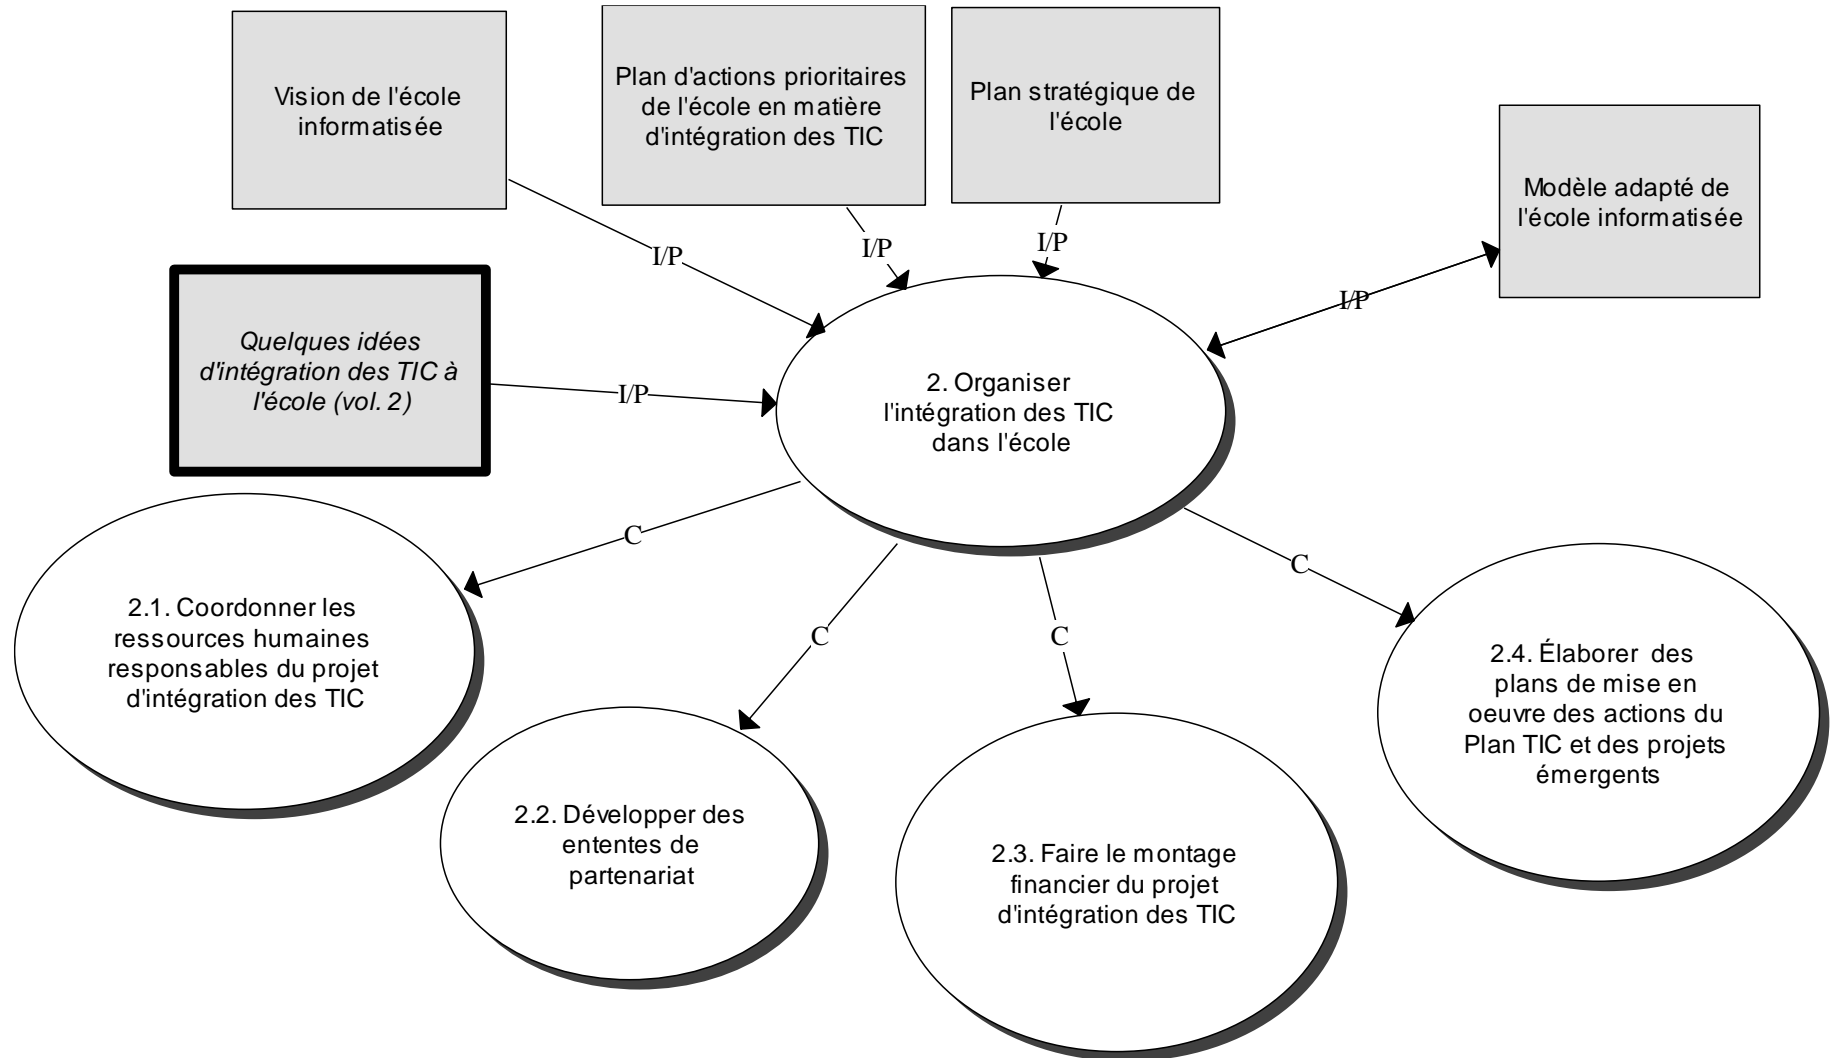 Vision de l'école
informatisée
Plan d'actions prioritaires
de l'école en matière
d'intégration des TIC
Plan stratégique de
l'école
Modèle adapté de
l'école informatisée
I/P
I/P
I/P
I/P
Quelques idées
d'intégration des TIC à
l'école (vol. 2)
I/P
2. Organiser
l'intégration des TIC
dans l'école
C
C
C
C
2.1. Coordonner les
ressources humaines
responsables du projet
d'intégration des TIC
2.2. Développer des
ententes de
partenariat
2.3. Faire le montage
financier du projet
d'intégration des TIC
2.4. Élaborer des
plans de mise en
oeuvre des actions du
Plan TIC et des projets
émergents